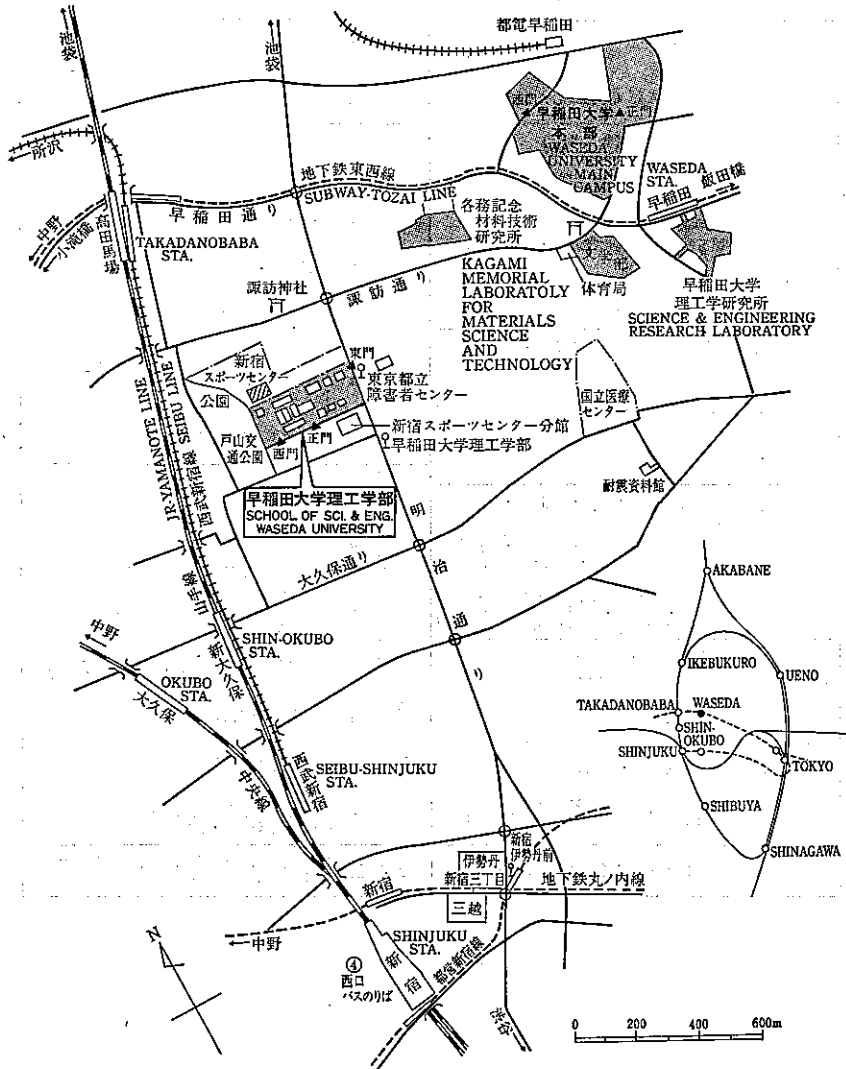 池袋
池袋
都電早稲田
所沢
西門
早稲田大学
正門
本部
WASEDA
UNIVERSITY
MAIN
CAMPUS
地下鉄東西線
SUBWAY-TOZAI LINE
早稲田通り
WASEDA
STA.
早稲田
飯田橋
中野
小滝橋
高田馬場
TAKADANOBABA
STA.
各務記念
材料技術
研究所
KAGAMI
MEMORIAL
LABORATOLY
FOR
MATERIALS
SCIENCE
AND
TECHNOLOGY
文学部
体育局
早稲田大学
理工学研究所
SCIENCE & ENGINEERING
RESEARCH LABORATORY
諏訪神社
諏訪通り
新宿
スポーツセンター
公園
東門
東京都立
障害者センター
国立医療
センター
戸山交
通公園
西門
正門
新宿スポーツセンター分館
早稲田大学理工学部
早稲田大学理工学部
SCHOOL OF SCI. & ENG.
WASEDA UNIVERSITY
耐震資料館
JR-YAMANOTE LINE
山手線
西武新宿線 SEIBU LINE
大久保通り
明治通り
中野
SHIN-OKUBO
STA.
新大久保
OKUBO
STA.
大久保
中央線
西武新宿
SEIBU-SHINJUKU
STA.
AKABANE
IKEBUKURO
UENO
TAKADANOBABA
WASEDA
SHIN-
OKUBO
SHINJUKU
TOKYO
SHIBUYA
SHINAGAWA
伊勢丹
新宿
伊勢丹前
新宿三丁目
地下鉄丸ノ内線
三越
新宿
中野
SHINJUKU
STA.
新宿
都営新宿線
④
西口
バスのりば
渋谷
N
0 200 400 600m